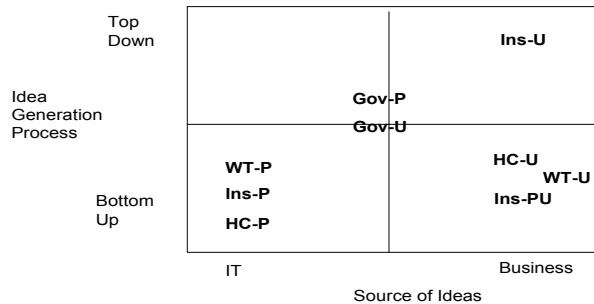 Top
Down
Ins-U
Idea
Generation
Process
Gov-P
Gov-U
WT-P
HC-U
WT-U
Ins-P
Ins-PU
Bottom
Up
HC-P
IT
Business
Source of Ideas